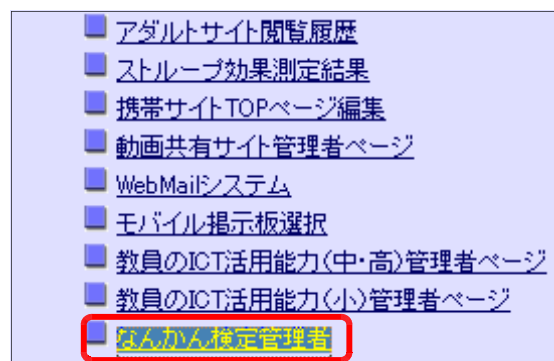 アダルトサイト閲覧履歴
ストループ効果測定結果
携帯サイトTOPページ編集
動画共有サイト管理者ページ
WebMailシステム
モバイル掲示板選択
教員のICT活用能力(中・高)管理者ページ
教員のICT活用能力(小)管理者ページ
なんかん検定管理者